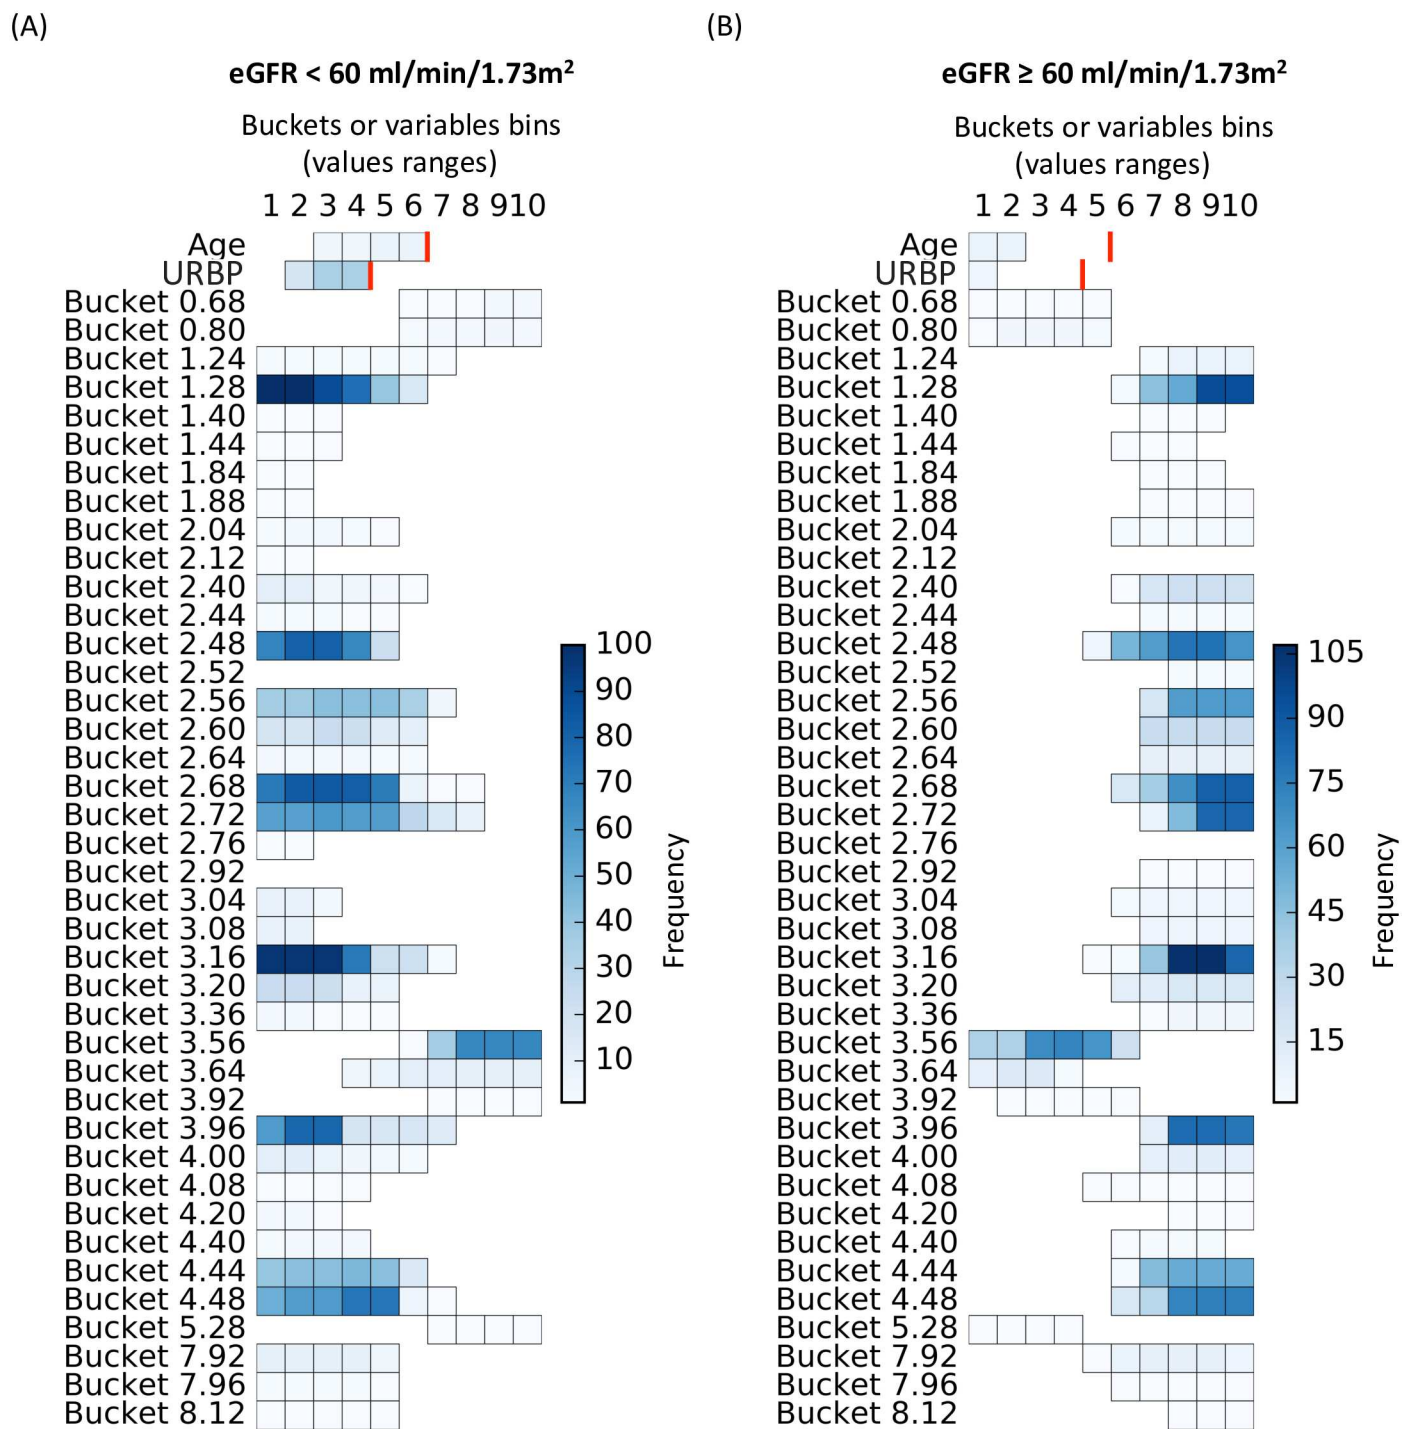 (A)
eGFR < 60 ml/min/1.73m²
Buckets or variables bins
(values ranges)
1 2 3 4 5 6 7 8 9 10
Age
URBP
Bucket 0.68
Bucket 0.80
Bucket 1.24
Bucket 1.28
Bucket 1.40
Bucket 1.44
Bucket 1.84
Bucket 1.88
Bucket 2.04
Bucket 2.12
Bucket 2.40
Bucket 2.44
Bucket 2.48
Bucket 2.52
Bucket 2.56
Bucket 2.60
Bucket 2.64
Bucket 2.68
Bucket 2.72
Bucket 2.76
Bucket 2.92
Bucket 3.04
Bucket 3.08
Bucket 3.16
Bucket 3.20
Bucket 3.36
Bucket 3.56
Bucket 3.64
Bucket 3.92
Bucket 3.96
Bucket 4.00
Bucket 4.08
Bucket 4.20
Bucket 4.40
Bucket 4.44
Bucket 4.48
Bucket 5.28
Bucket 7.92
Bucket 7.96
Bucket 8.12
100
90
80
70
60
50
40
30
20
10
Frequency
(B)
eGFR ≥ 60 ml/min/1.73m²
Buckets or variables bins
(values ranges)
1 2 3 4 5 6 7 8 9 10
Age
URBP
Bucket 0.68
Bucket 0.80
Bucket 1.24
Bucket 1.28
Bucket 1.40
Bucket 1.44
Bucket 1.84
Bucket 1.88
Bucket 2.04
Bucket 2.12
Bucket 2.40
Bucket 2.44
Bucket 2.48
Bucket 2.52
Bucket 2.56
Bucket 2.60
Bucket 2.64
Bucket 2.68
Bucket 2.72
Bucket 2.76
Bucket 2.92
Bucket 3.04
Bucket 3.08
Bucket 3.16
Bucket 3.20
Bucket 3.36
Bucket 3.56
Bucket 3.64
Bucket 3.92
Bucket 3.96
Bucket 4.00
Bucket 4.08
Bucket 4.20
Bucket 4.40
Bucket 4.44
Bucket 4.48
Bucket 5.28
Bucket 7.92
Bucket 7.96
Bucket 8.12
105
90
75
60
45
30
15
Frequency